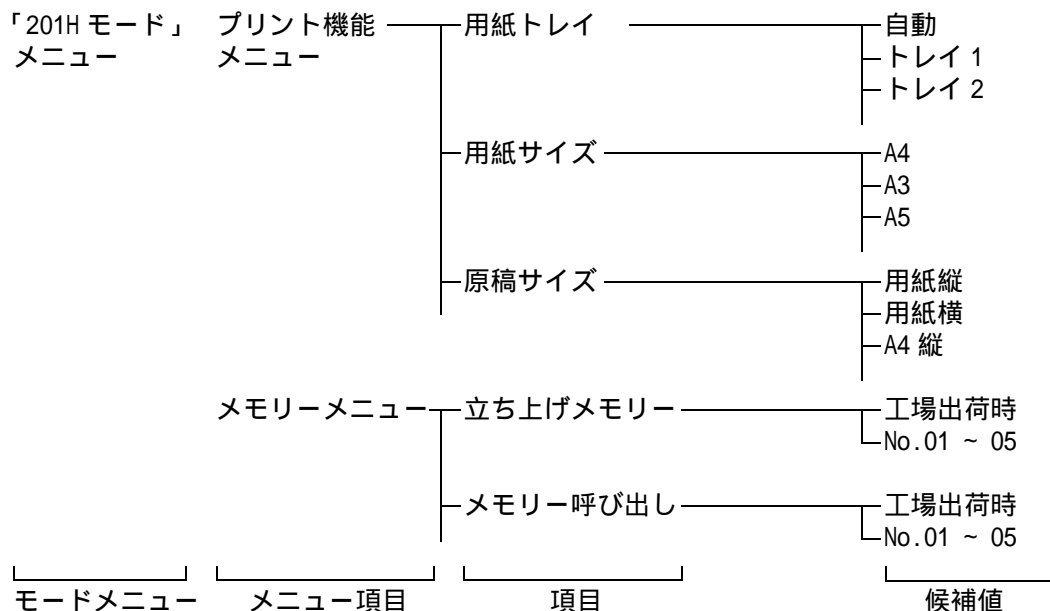 「201H モード」 プリント機能 用紙トレイ 自動
メニュー メニュー トレイ 1
トレイ 2
用紙サイズ A4
A3
A5
原稿サイズ 用紙縦
用紙横
A4 縦
メモリーメニュー 立ち上げメモリー 工場出荷時
No.01 ~ 05
メモリー呼び出し 工場出荷時
No.01 ~ 05
モードメニュー メニュー項目 項目 候補値